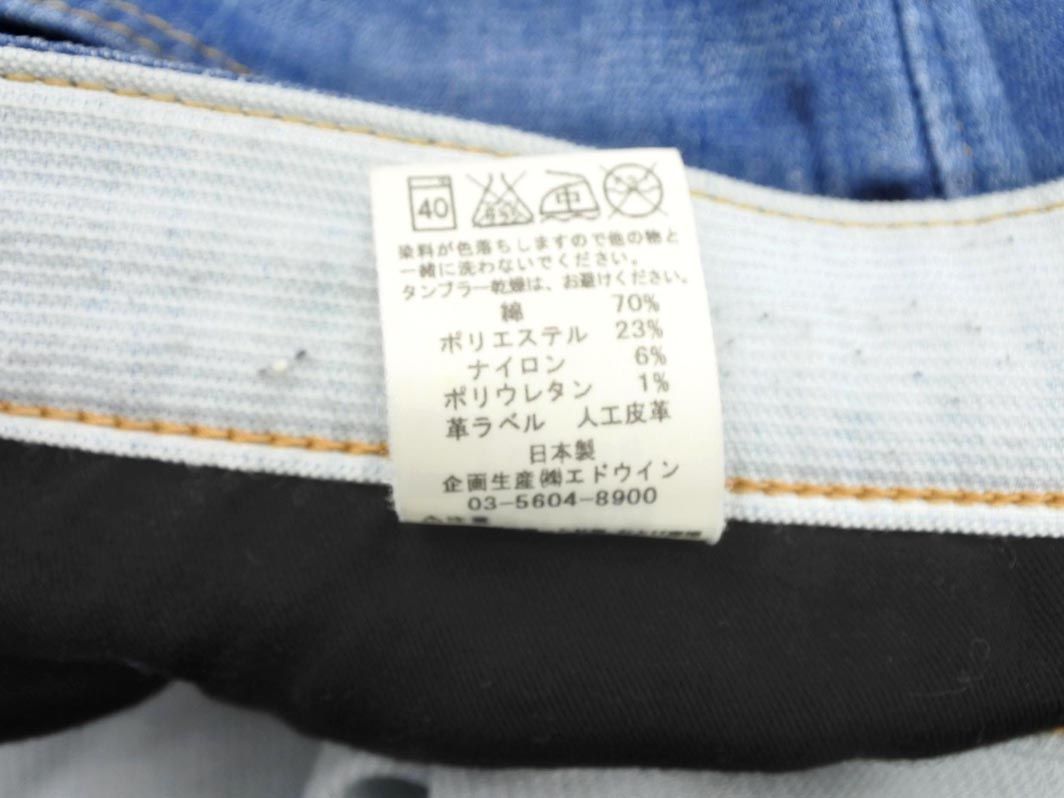 40 中
染料が色落ちしますので他の物と
一緒に洗わないでください。
タンブラー乾燥は、お避けください。
綿 70%
ポリエステル 23%
ナイロン 6%
ポリウレタン 1%
革ラベル 人工皮革
日本製
企画生産㈱エドウイン
03-5604-8900